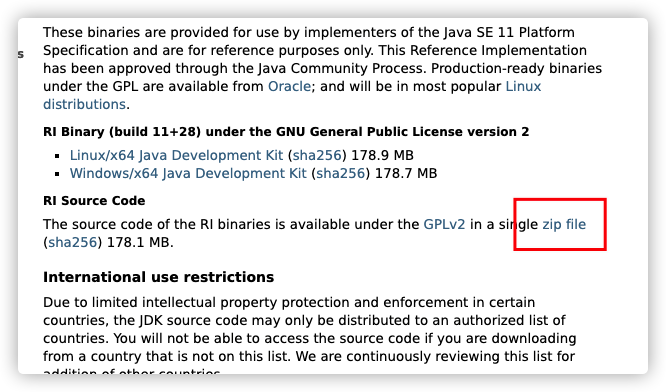 These binaries are provided for use by implementers of the Java SE 11 Platform
Specification and are for reference purposes only. This Reference Implementation
s has been approved through the Java Community Process. Production-ready binaries
under the GPL are available from Oracle; and will be in most popular Linux
distributions.
RI Binary (build 11+28) under the GNU General Public License version 2
▪ Linux/x64 Java Development Kit (sha256) 178.9 MB
▪ Windows/x64 Java Development Kit (sha256) 178.7 MB
RI Source Code
The source code of the RI binaries is available under the GPLv2 in a single zip file
(sha256) 178.1 MB.
International use restrictions
Due to limited intellectual property protection and enforcement in certain
countries, the JDK source code may only be distributed to an authorized list of
countries. You will not be able to access the source code if you are downloading
from a country that is not on this list. We are continuously reviewing this list for
addition of other countries.